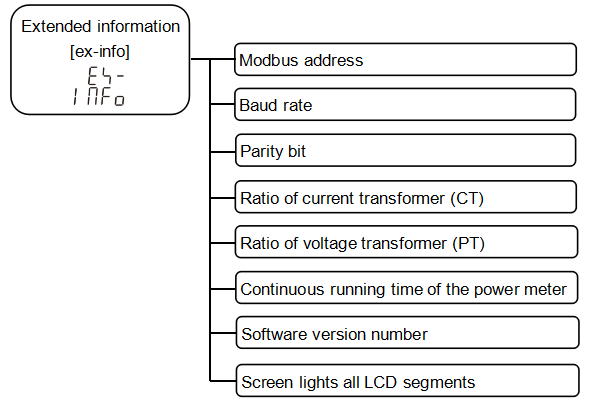 Extended information
[ex-info]
E4-
INFo
Modbus address
Baud rate
Parity bit
Ratio of current transformer (CT)
Ratio of voltage transformer (PT)
Continuous running time of the power meter
Software version number
Screen lights all LCD segments